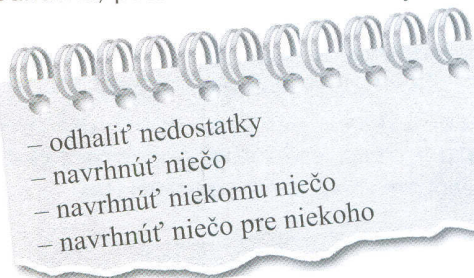 – odhaliť nedostatky
– navrhnúť niečo
– navrhnúť niekomu niečo
– navrhnúť niečo pre niekoho